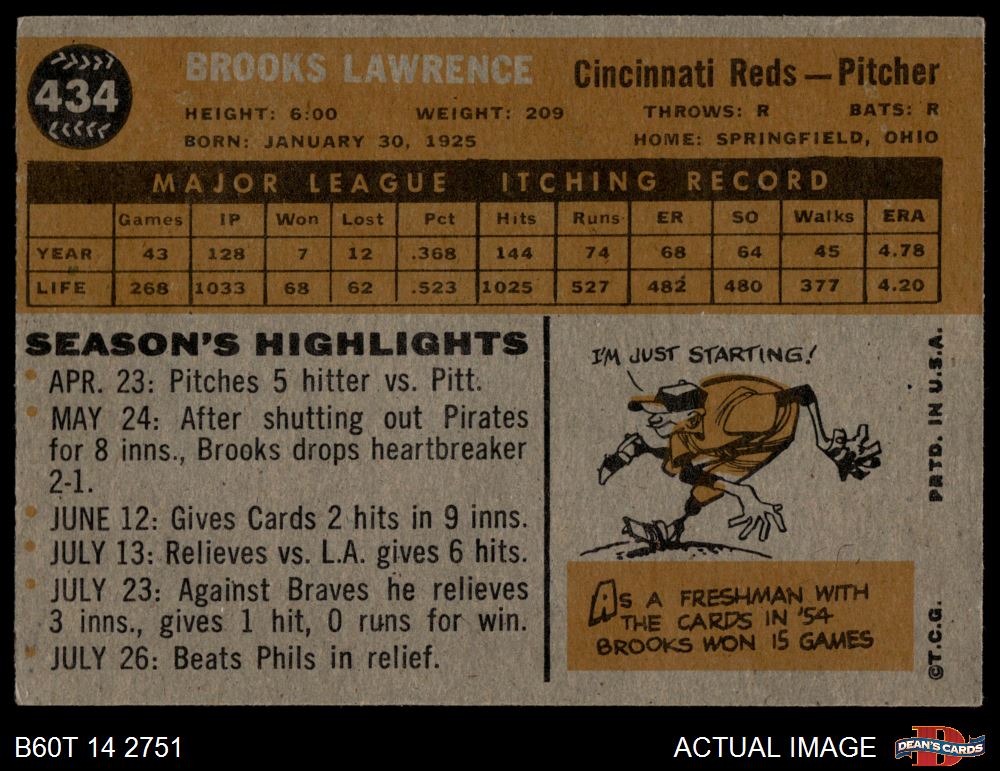 434
BROOKS LAWRENCE Cincinnati Reds — Pitcher
HEIGHT: 6:00 WEIGHT: 209 THROWS: R BATS: R
BORN: JANUARY 30, 1925 HOME: SPRINGFIELD, OHIO
MAJOR LEAGUE ITCHING RECORD
Games IP Won Lost Pct Hits Runs ER SO Walks ERA
YEAR 43 128 7 12 .368 144 74 68 64 45 4.78
LIFE 268 1033 68 62 .523 1025 527 482 480 377 4.20
SEASON'S HIGHLIGHTS
• APR. 23: Pitches 5 hitter vs. Pitt.
• MAY 24: After shutting out Pirates
for 8 inns., Brooks drops heartbreaker
2-1.
• JUNE 12: Gives Cards 2 hits in 9 inns.
• JULY 13: Relieves vs. L.A. gives 6 hits.
• JULY 23: Against Braves he relieves
3 inns., gives 1 hit, 0 runs for win.
• JULY 26: Beats Phils in relief.
I'M JUST STARTING!
AS A FRESHMAN WITH
THE CARDS IN '54
BROOKS WON 15 GAMES
©T.C.G. PRTD. IN U.S.A.
B60T 14 2751 ACTUAL IMAGE DEAN'S CARDS